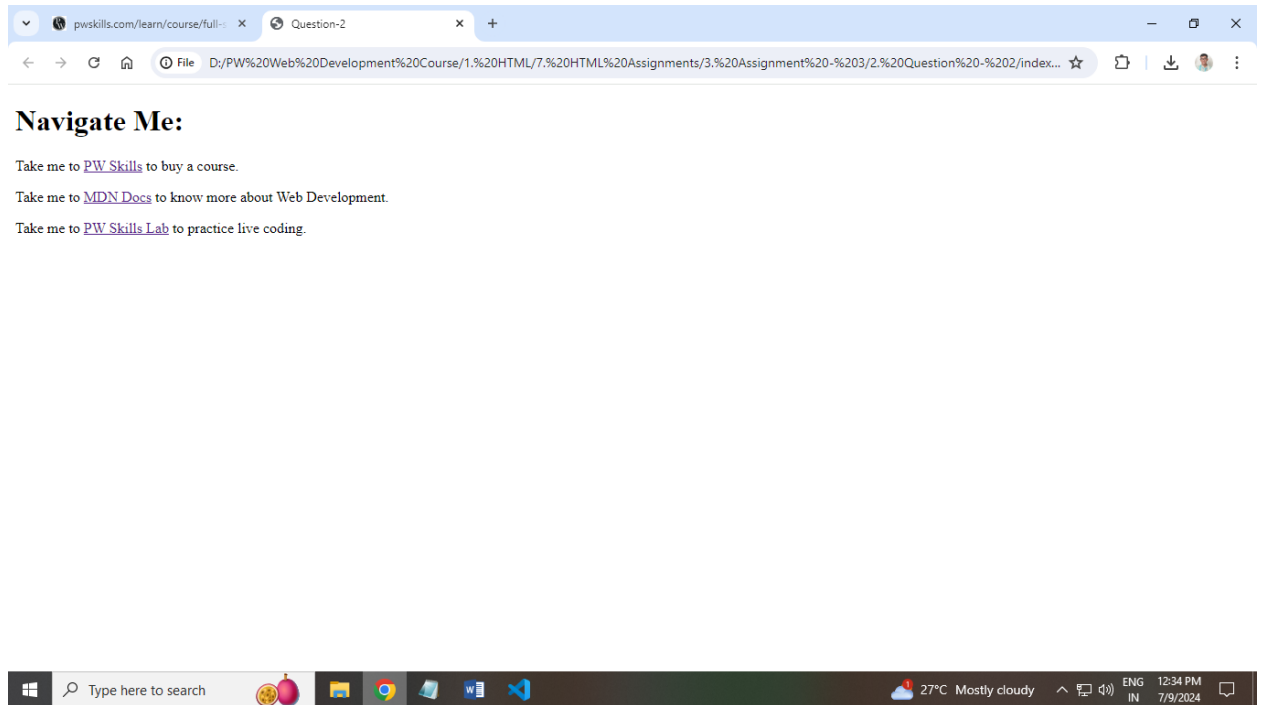 pwskills.com/learn/course/full-s
Question-2
File D:/PW%20Web%20Development%20Course/1.%20HTML/7.%20HTML%20Assignments/3.%20Assignment%20-%203/2.%20Question%20-%202/index...
Navigate Me:
Take me to PW Skills to buy a course.
Take me to MDN Docs to know more about Web Development.
Take me to PW Skills Lab to practice live coding.
Type here to search
1
27°C Mostly cloudy
ENG
IN
12:34 PM
7/9/2024